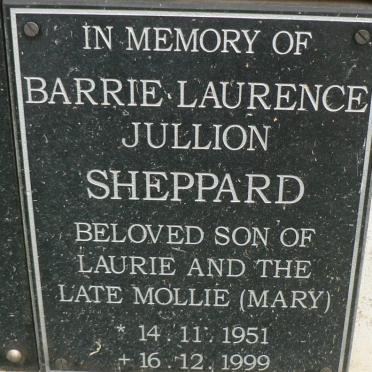 IN MEMORY OF
BARRIE LAURENCE
JULLION
SHEPPARD
BELOVED SON OF
LAURIE AND THE
LATE MOLLIE (MARY)
* 14.11.1951
+ 16.12.1999